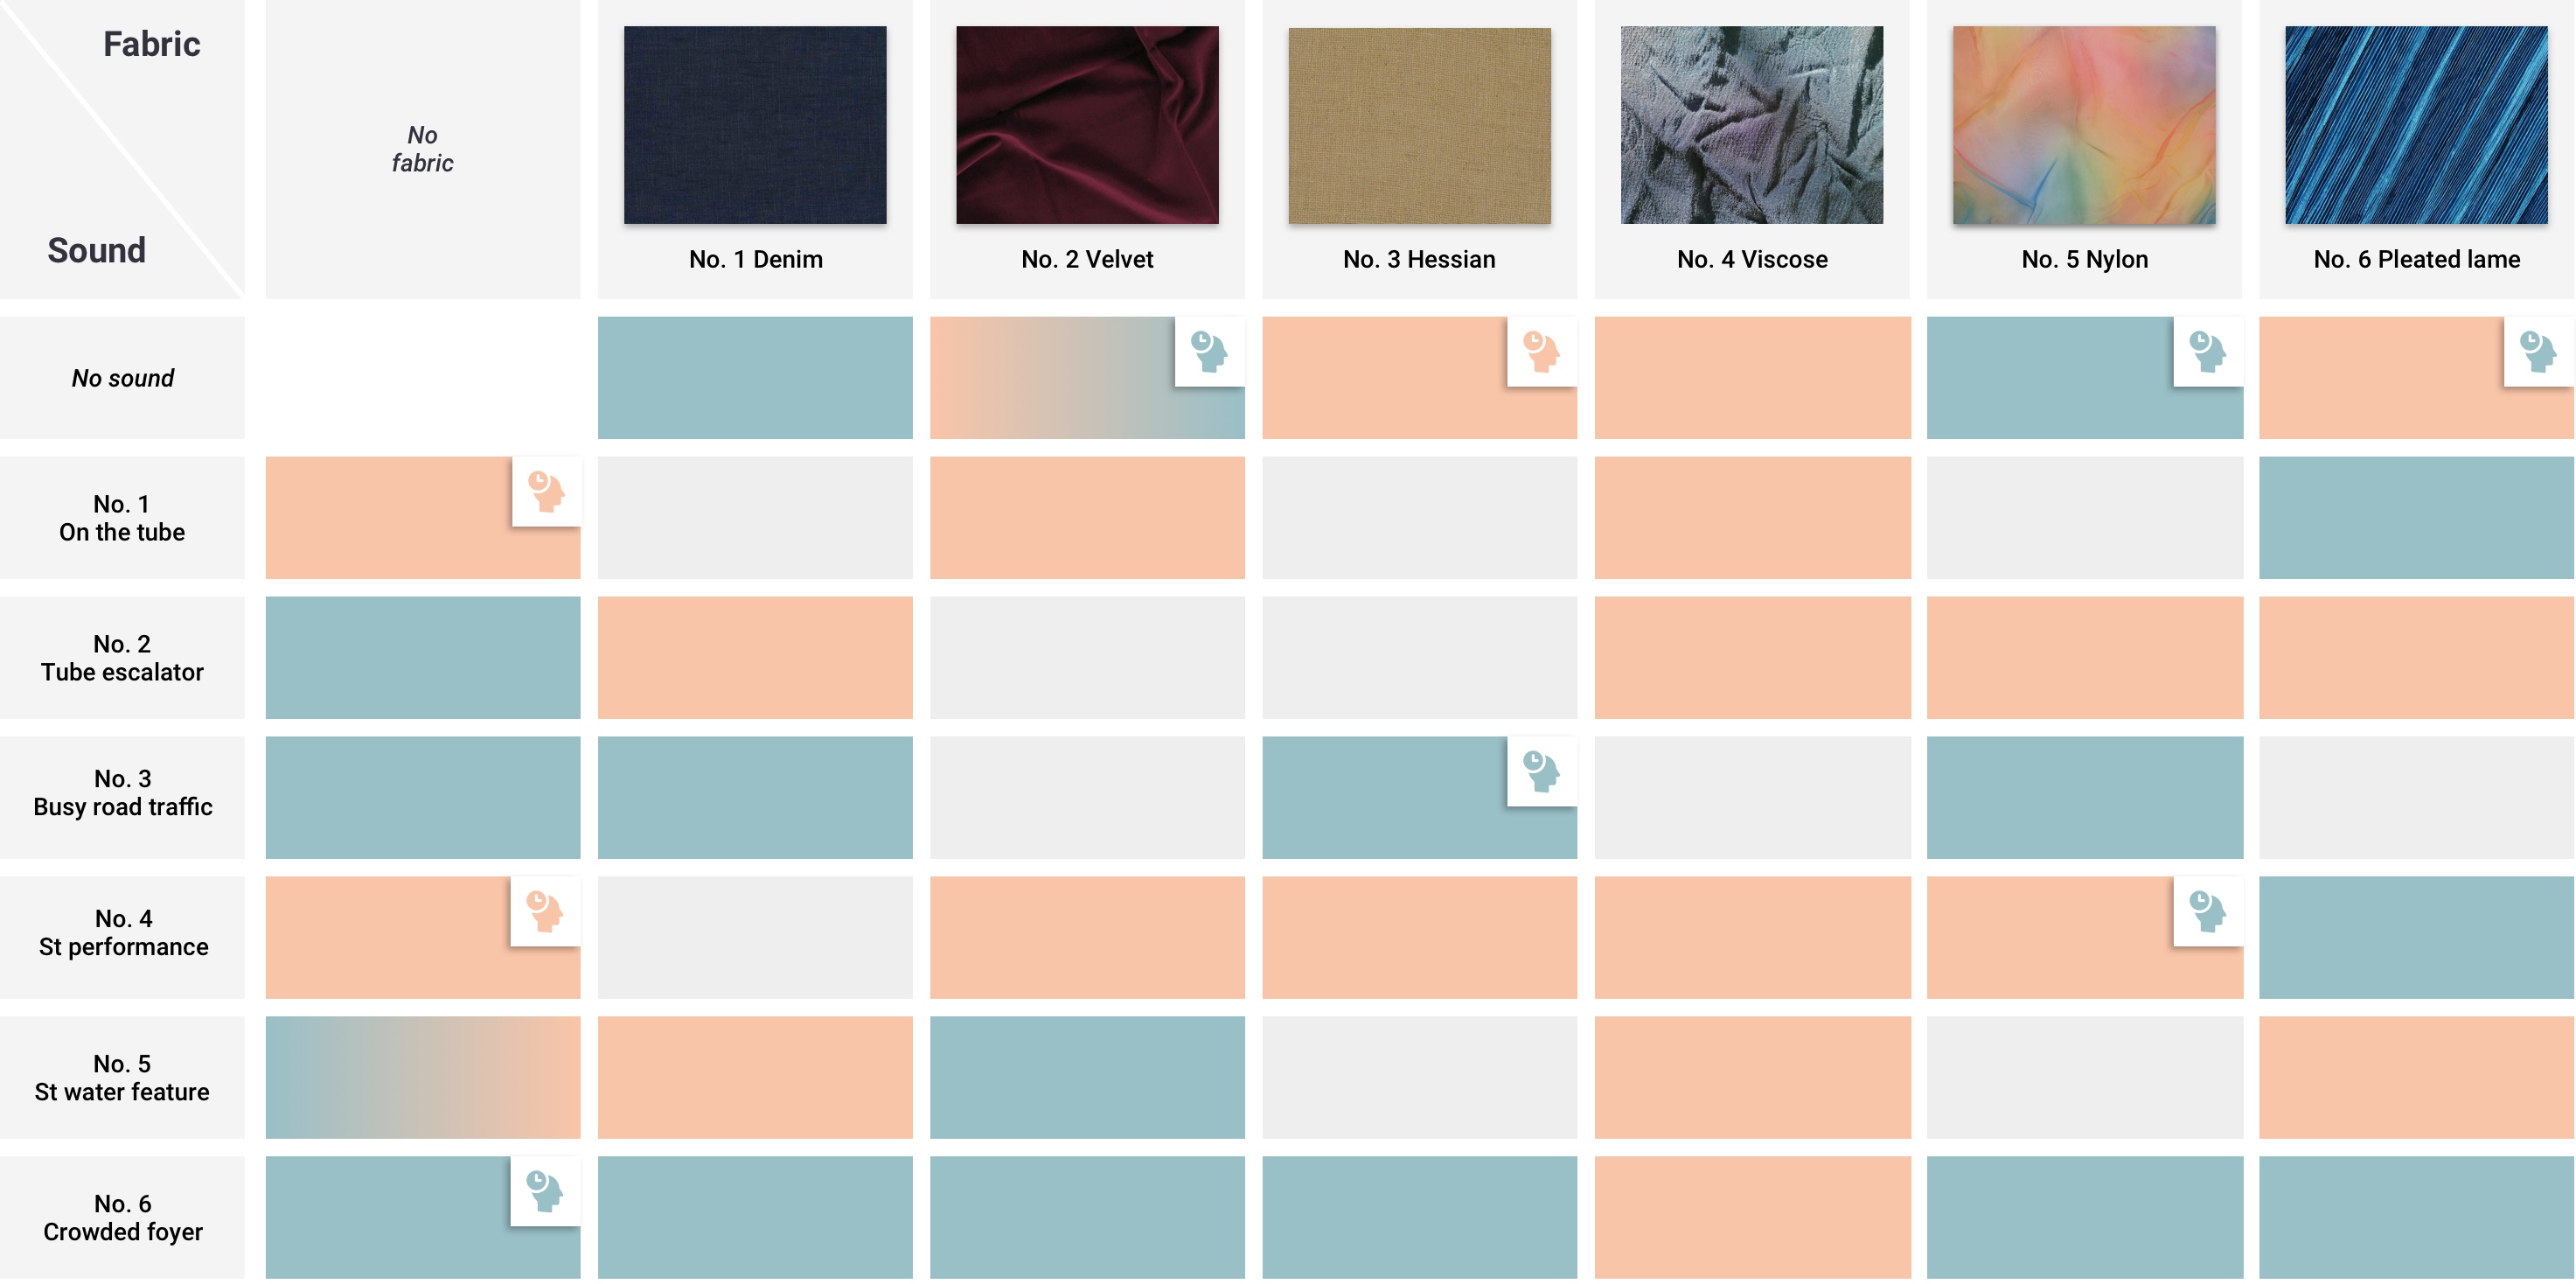 Fabric
Sound
No
fabric
No. 1 Denim
No. 2 Velvet
No. 3 Hessian
No. 4 Viscose
No. 5 Nylon
No. 6 Pleated lame
No sound
No. 1
On the tube
No. 2
Tube escalator
No. 3
Busy road traffic
No. 4
St performance
No. 5
St water feature
No. 6
Crowded foyer